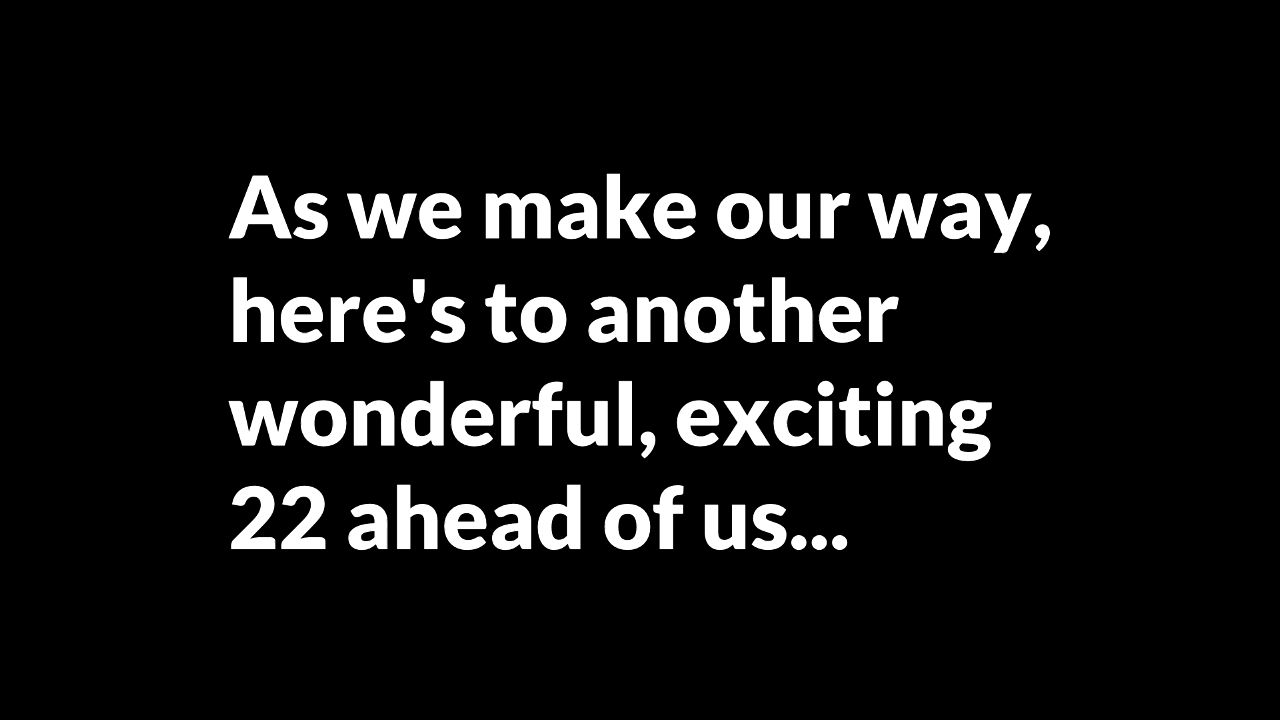 As we make our way,
here's to another
wonderful, exciting
22 ahead of us...